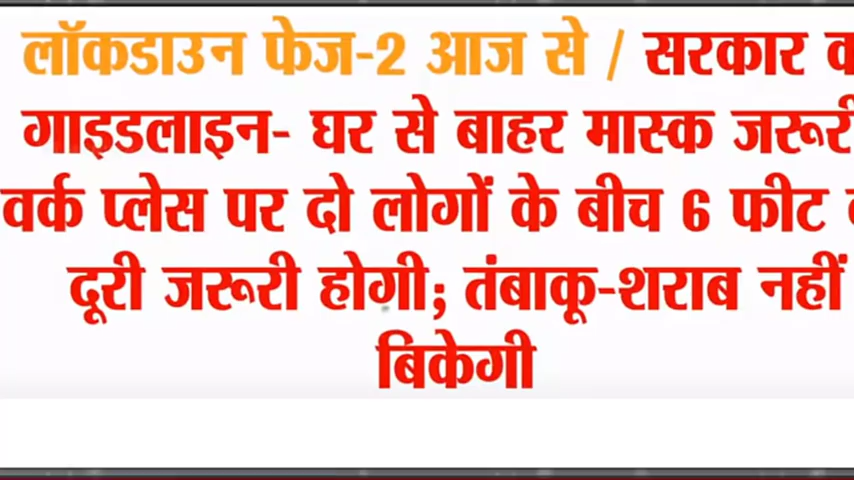 लॉकडाउन फेज-2 आज से / सरकार
गाइडलाइन- घर से बाहर मास्क जरूरी
वर्क प्लेस पर दो लोगों के बीच 6 फीट
दूरी जरूरी होगी; तंबाकू-शराब नहीं
बिकेगी